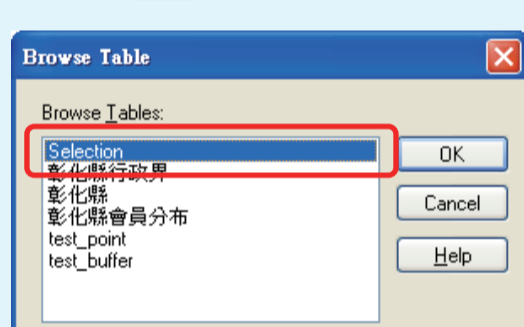 Browse Table
Browse Tables:
Selection
彰化縣行政界
彰化縣
彰化縣會員分布
test_point
test_buffer
OK
Cancel
Help